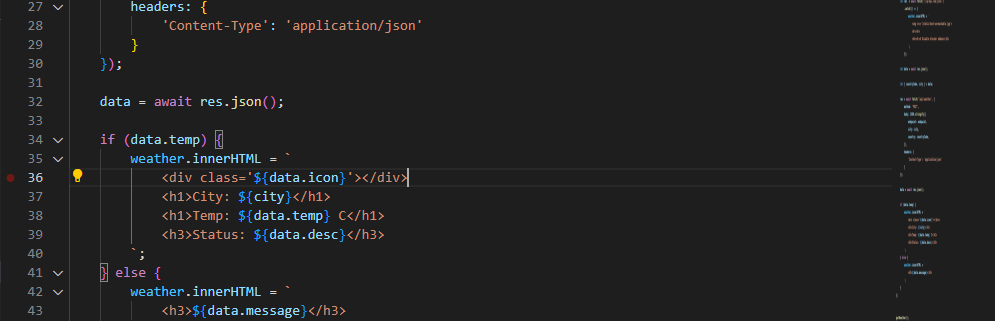 27 headers: {
28 'Content-Type': 'application/json'
29 }
30 });
31
32 data = await res.json();
33
34 if (data.temp) {
35 weather.innerHTML = `
36 <div class='${data.icon}'></div>
37 <h1>City: ${city}</h1>
38 <h1>Temp: ${data.temp} C</h1>
39 <h3>Status: ${data.desc}</h3>
40 `;
41 } else {
42 weather.innerHTML = `
43 <h3>${data.message}</h3>